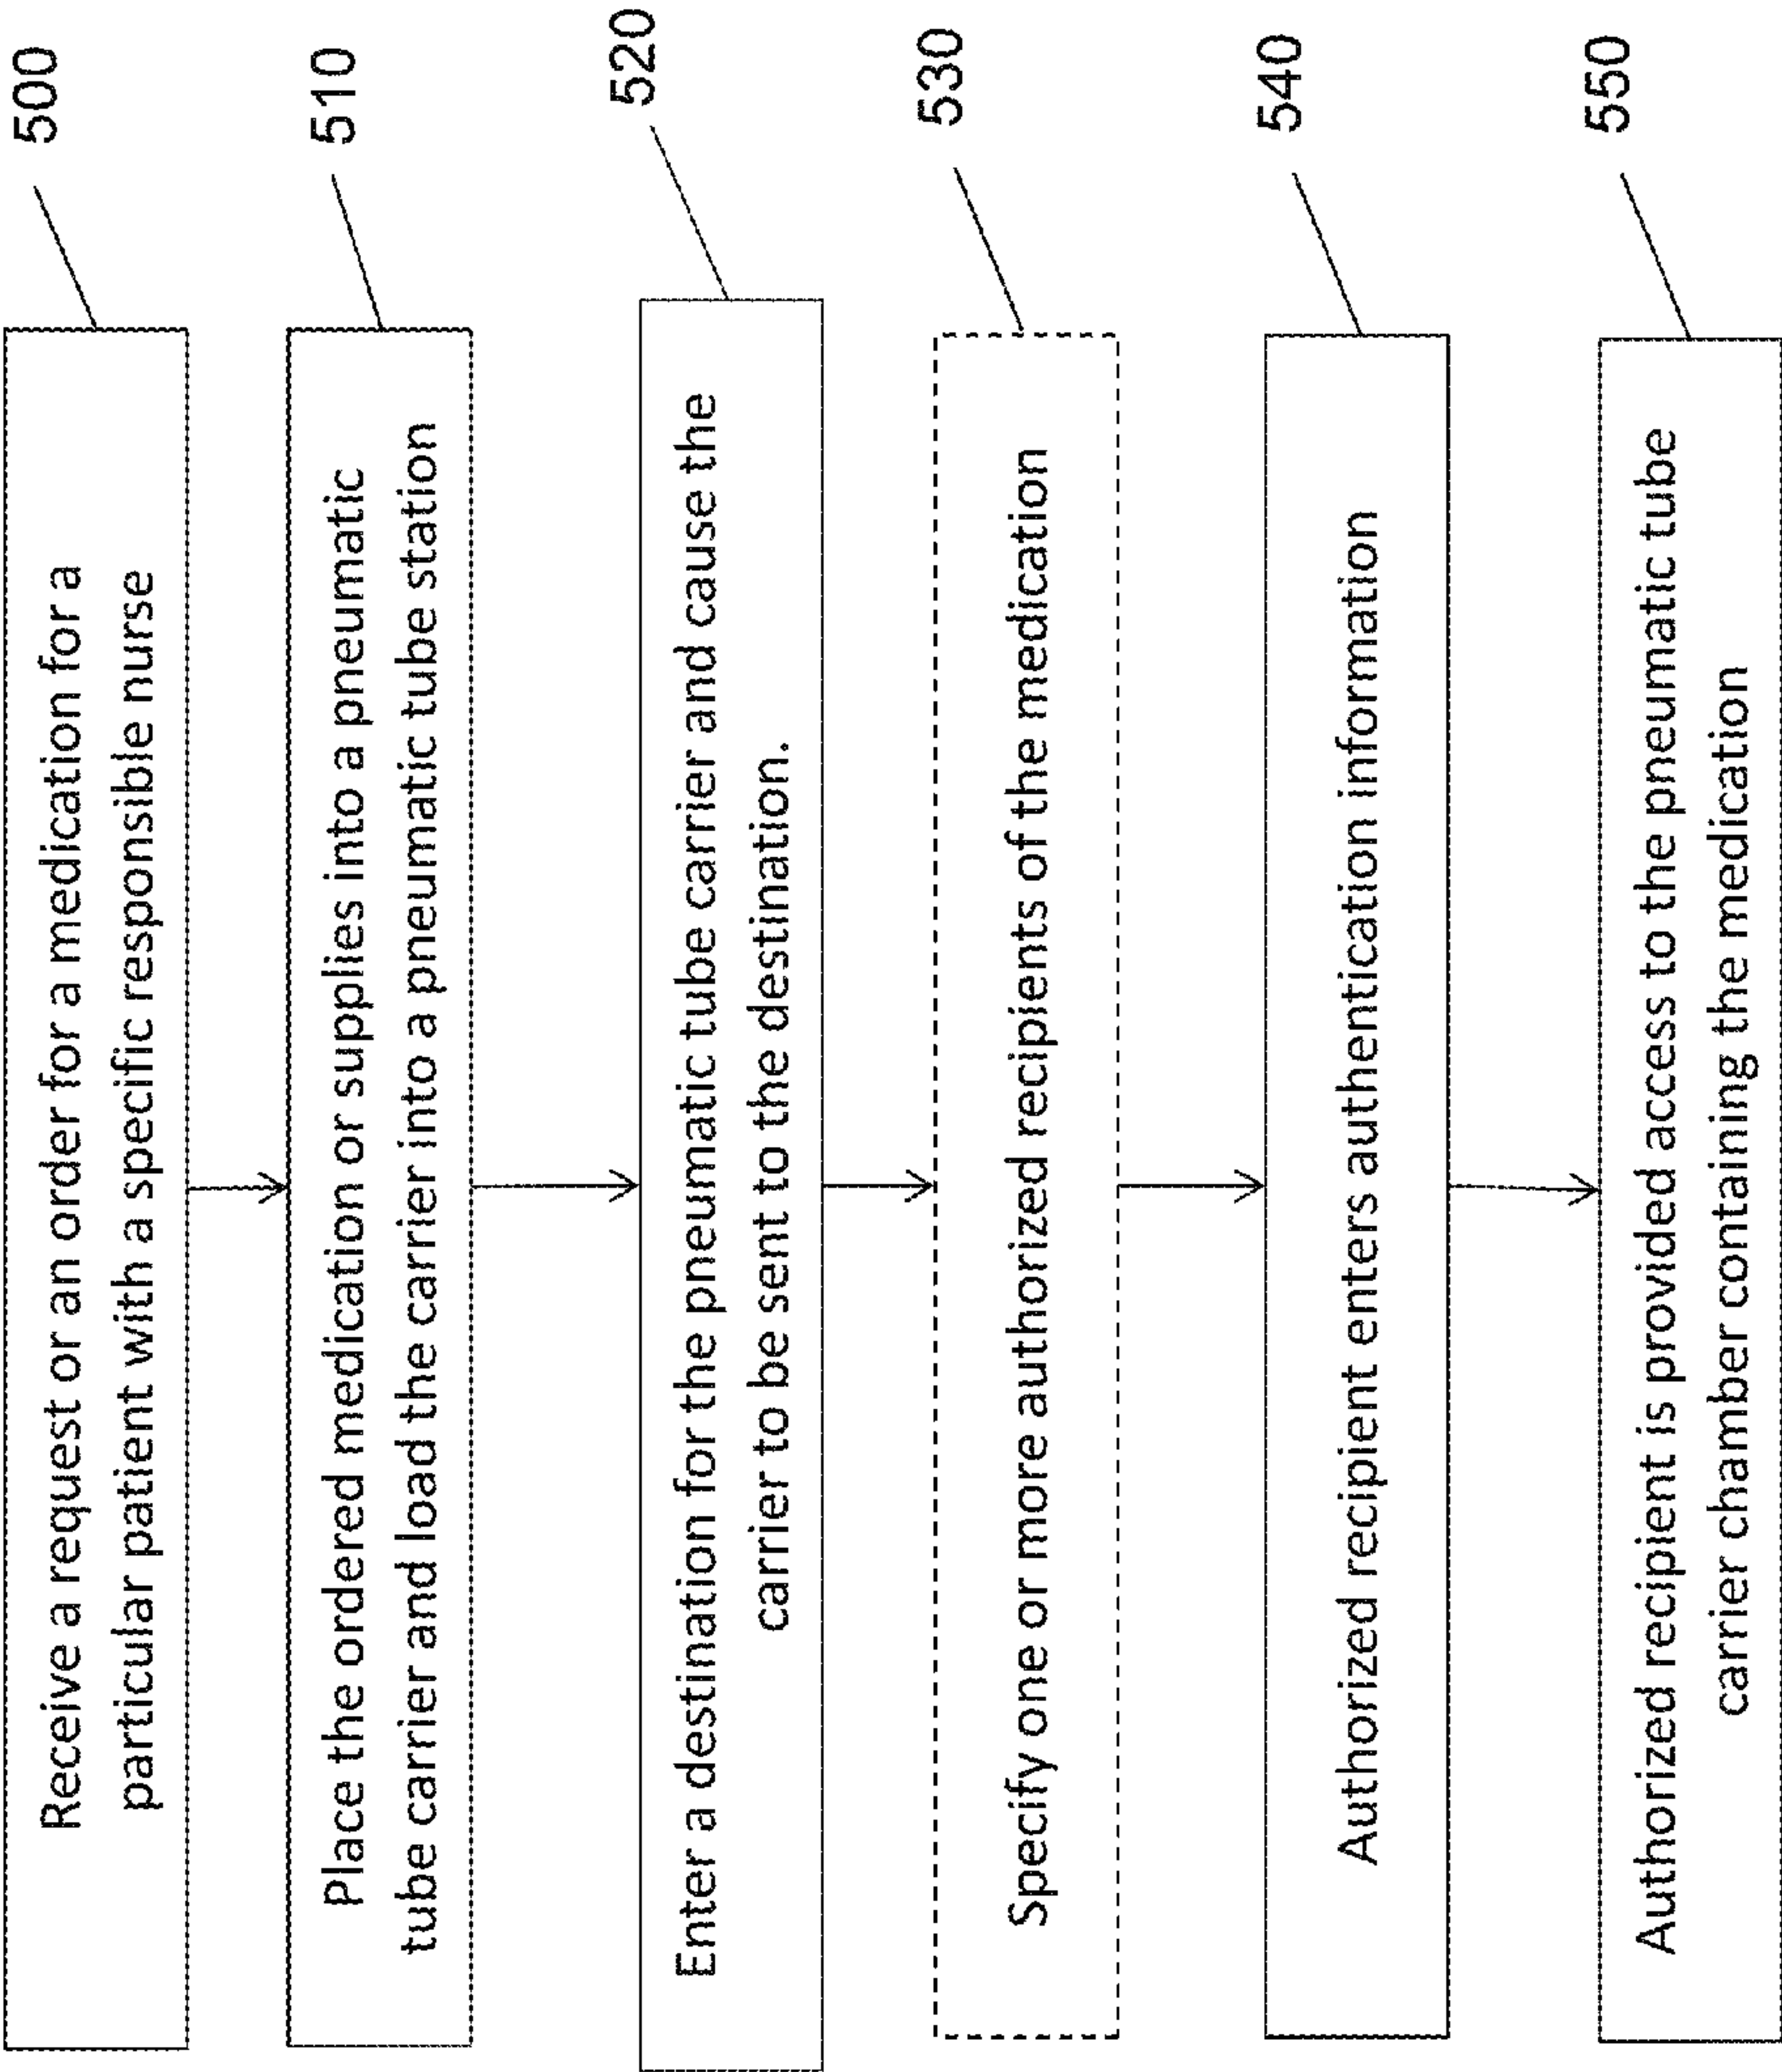 500
Receive a request or an order for a medication for a
particular patient with a specific responsible nurse
510
Place the ordered medication or supplies into a pneumatic
tube carrier and load the carrier into a pneumatic tube station
520
Enter a destination for the pneumatic tube carrier and cause the
carrier to be sent to the destination.
530
Specify one or more authorized recipients of the medication
540
Authorized recipient enters authentication information
550
Authorized recipient is provided access to the pneumatic tube
carrier chamber containing the medication